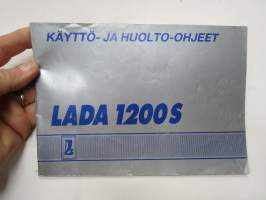 KÄYTTÖ- JA HUOLTO-OHJEET
LADA 1200 S